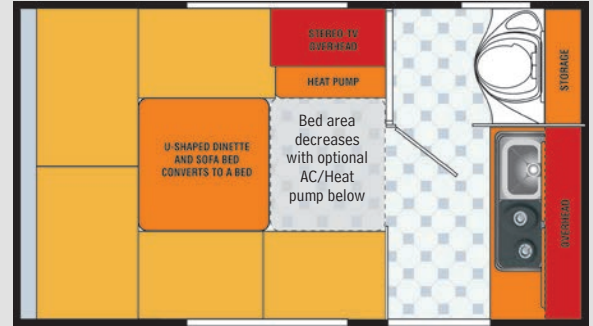 STEREO TV
OVERHEAD
HEAT PUMP
STORAGE
U-SHAPED DINETTE
AND SOFA BED
CONVERTS TO A BED
Bed area
decreases
with optional
AC/Heat
pump below
OVERHEAD